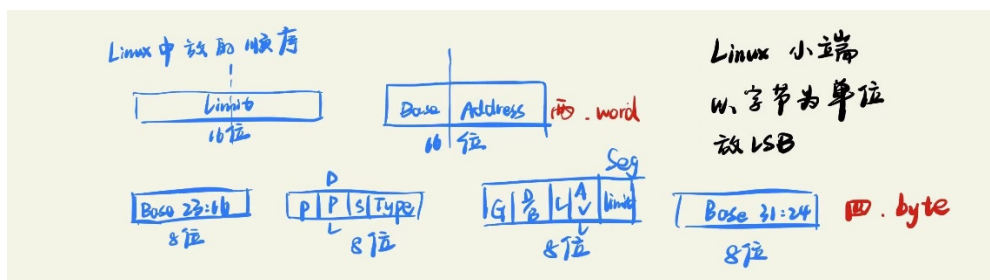 Linux中放的顺序
Limit
16位
Base Address
16位
两.word
Linux 小端
以字节为单位
放LSB
Base 23:16
8位
P DPL S Type
8位
G D/B L AVL Seg limit
8位
Base 31:24
8位
四.byte